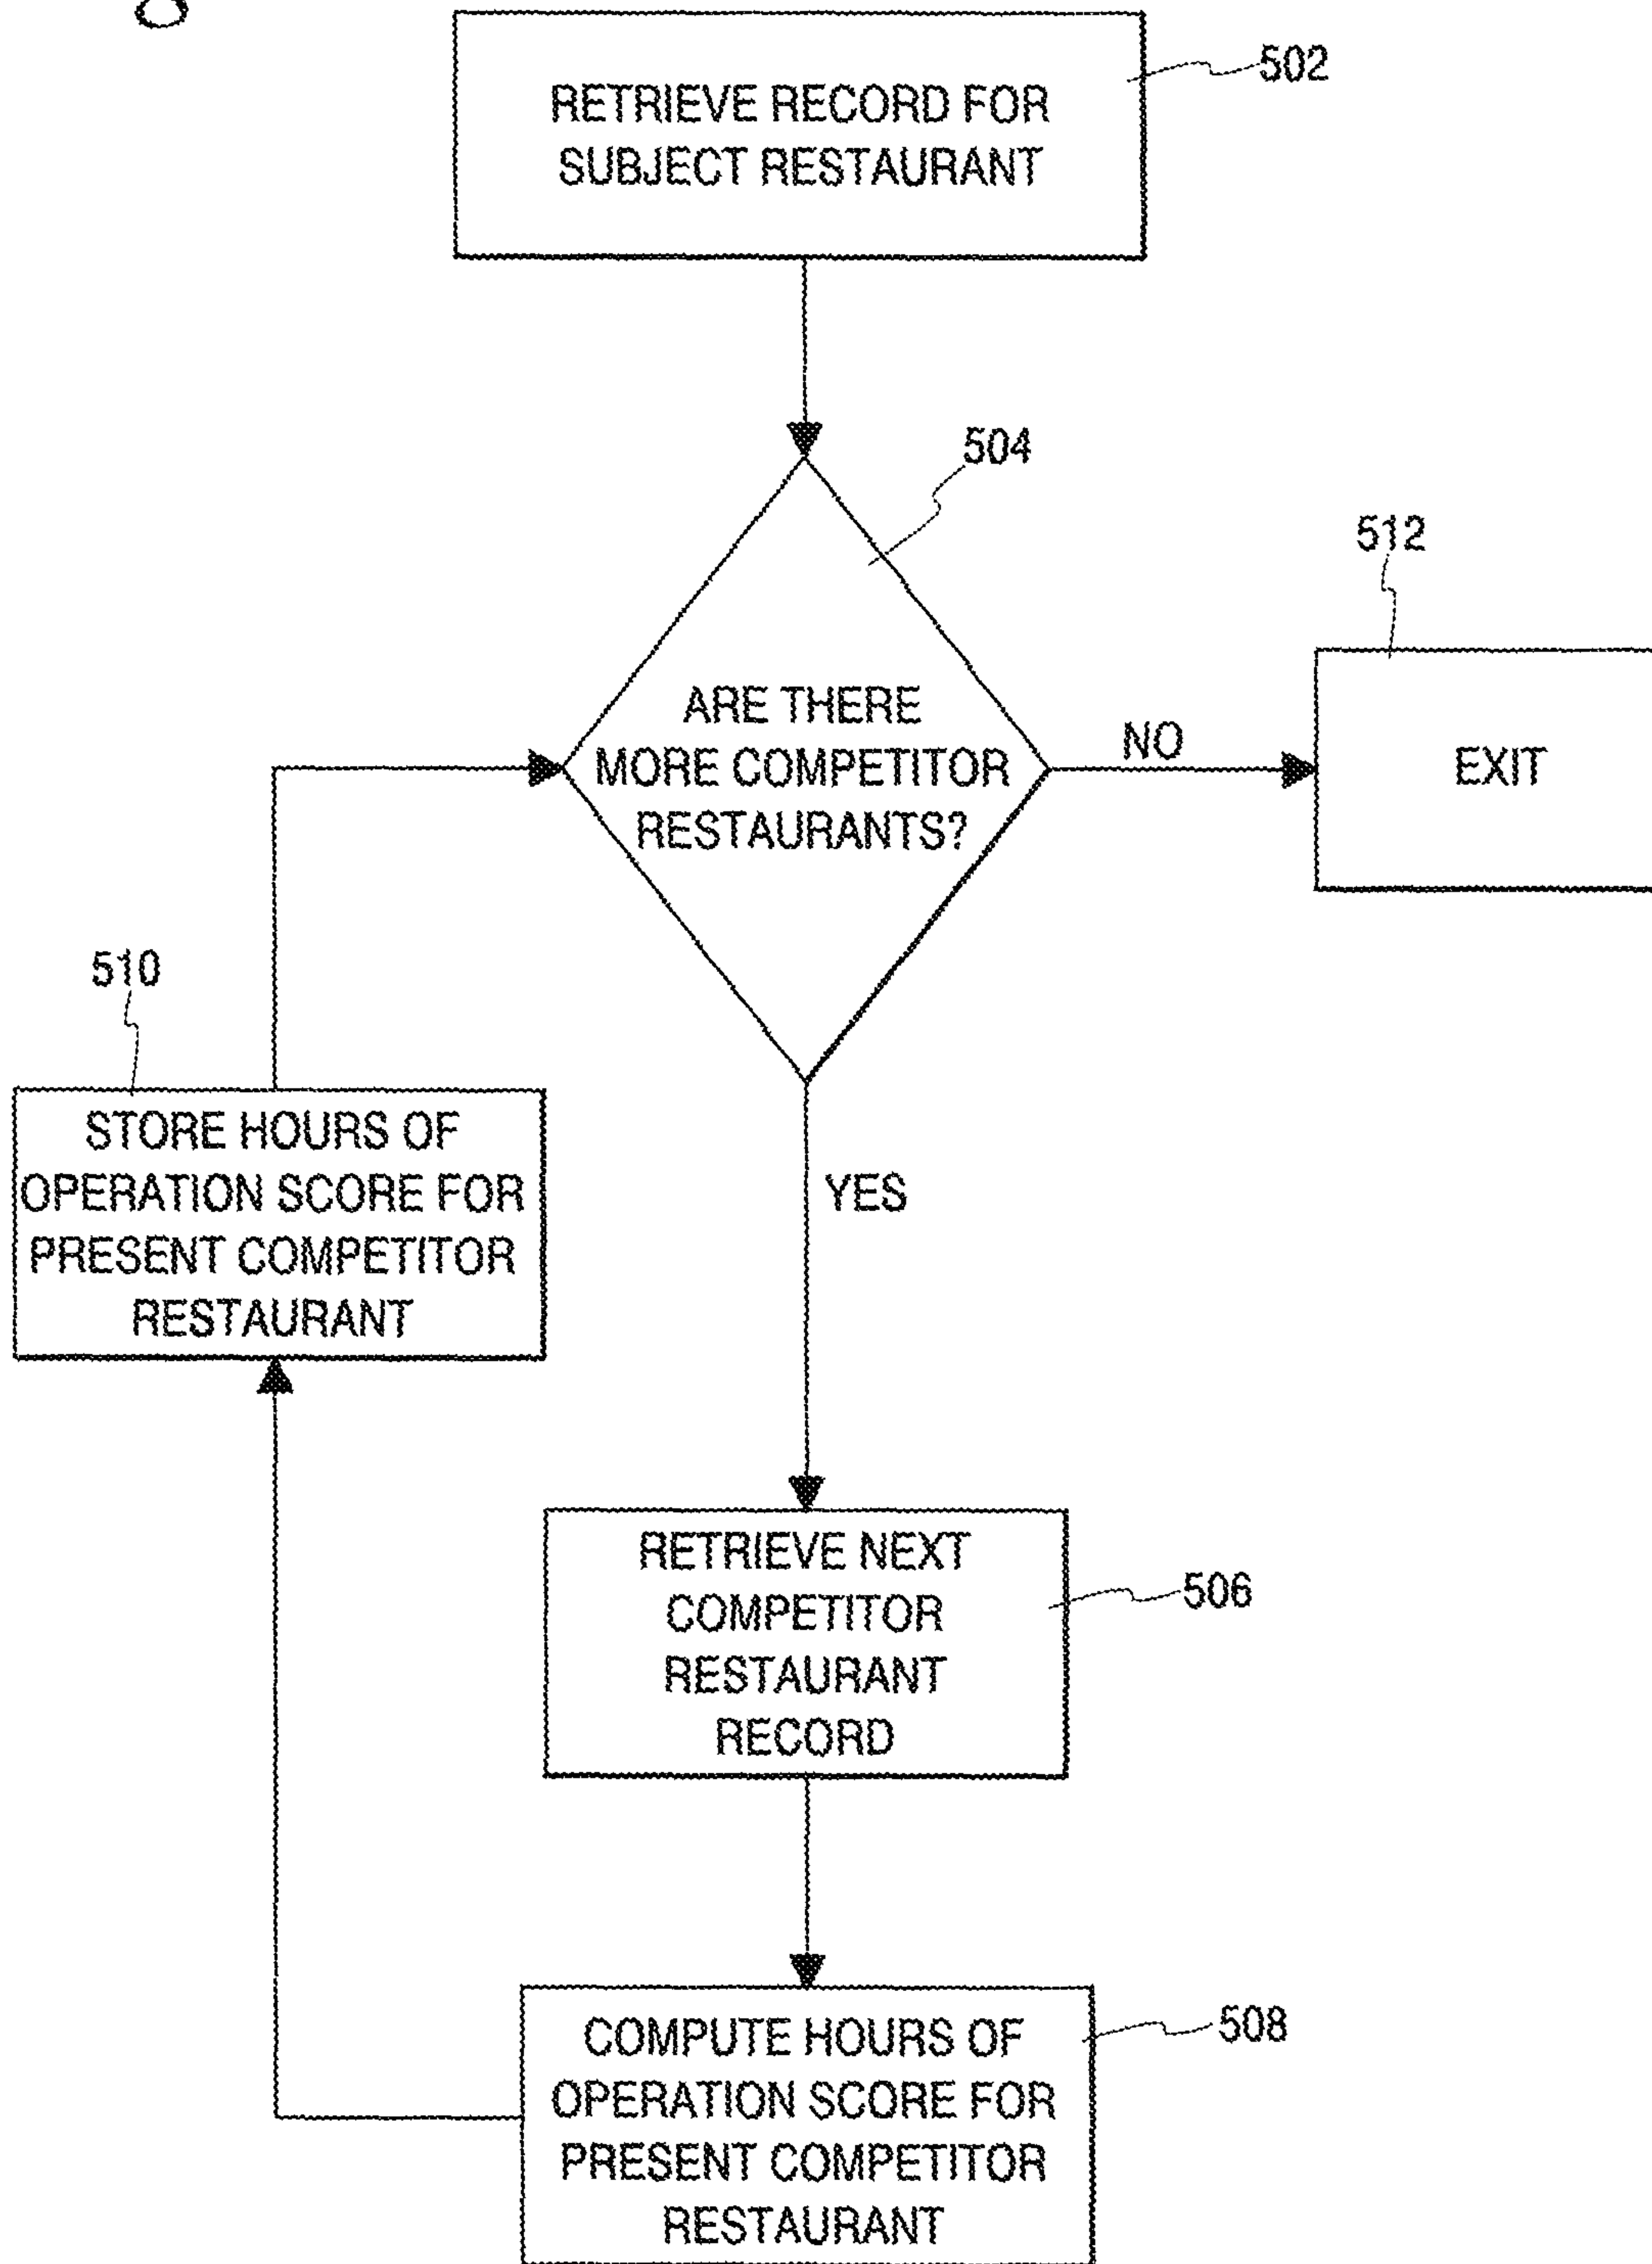 RETRIEVE RECORD FOR
SUBJECT RESTAURANT
502
504
ARE THERE
MORE COMPETITOR
RESTAURANTS?
NO
512
EXIT
510
STORE HOURS OF
OPERATION SCORE FOR
PRESENT COMPETITOR
RESTAURANT
YES
RETRIEVE NEXT
COMPETITOR
RESTAURANT
RECORD
506
COMPUTE HOURS OF
OPERATION SCORE FOR
PRESENT COMPETITOR
RESTAURANT
508